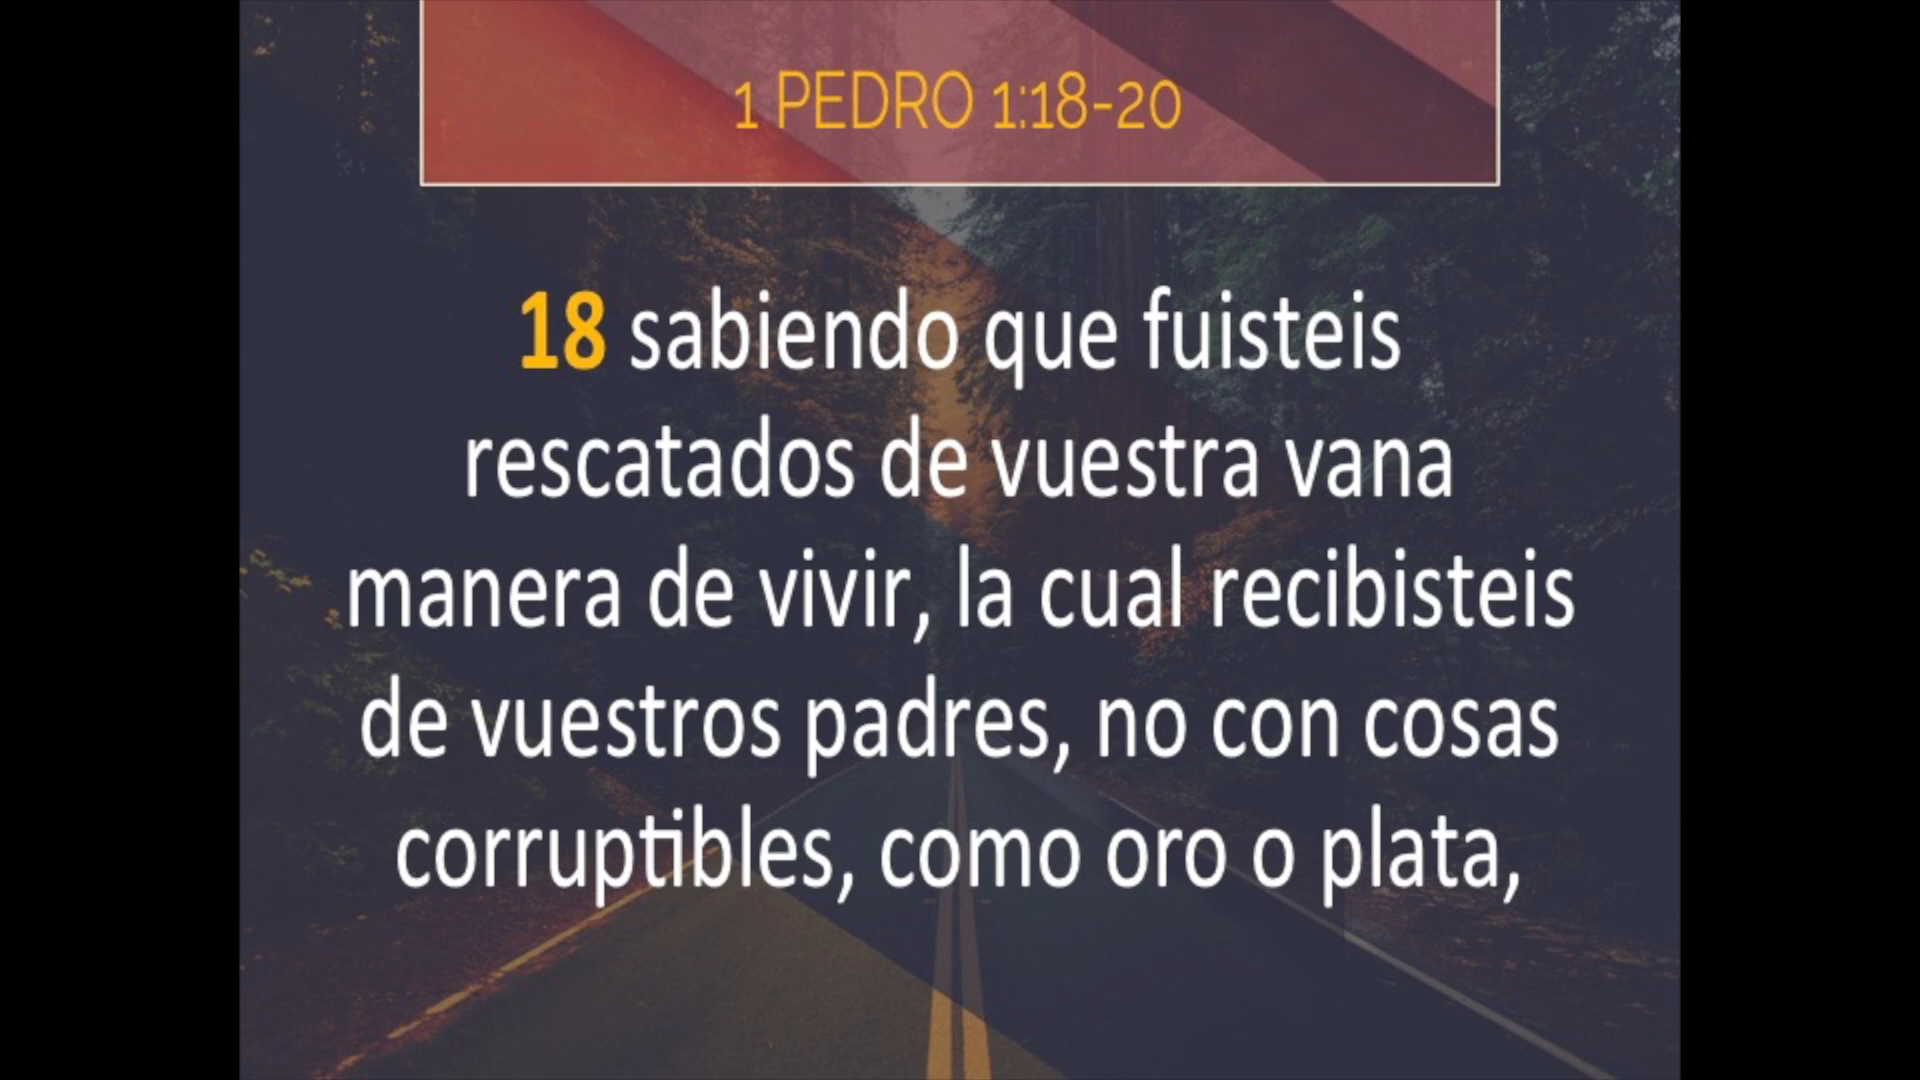 1 PEDRO 1:18-20
18 sabiendo que fuisteis
rescatados de vuestra vana
manera de vivir, la cual recibisteis
de vuestros padres, no con cosas
corruptibles, como oro o plata,